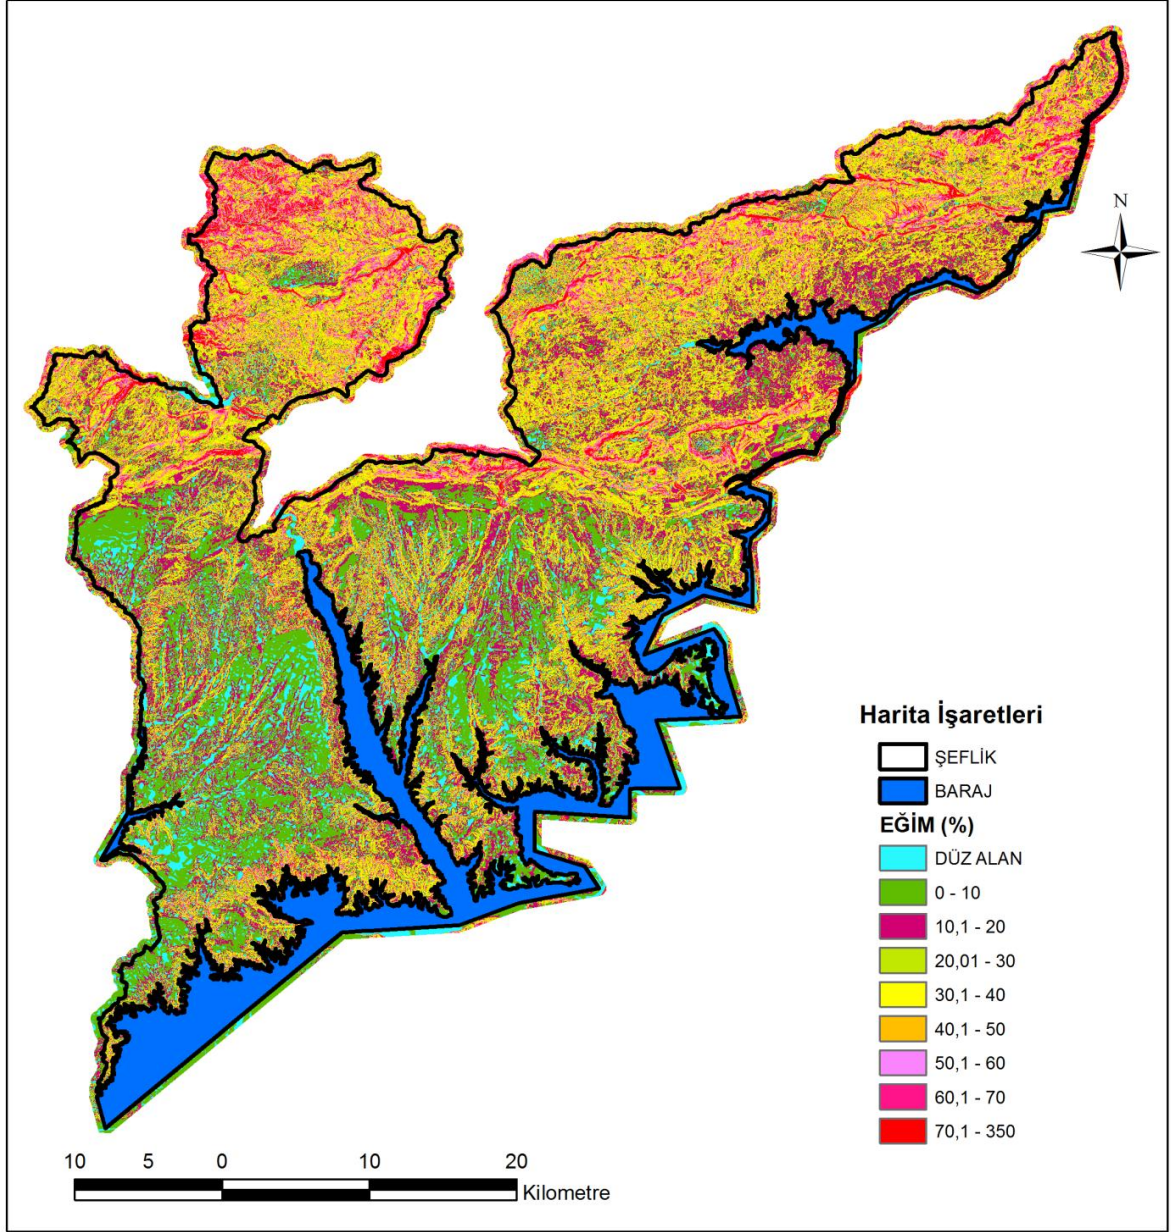 N
Harita İşaretleri
ŞEFLİK
BARAJ
EĞİM (%)
DÜZ ALAN
0 - 10
10,1 - 20
20,01 - 30
30,1 - 40
40,1 - 50
50,1 - 60
60,1 - 70
70,1 - 350
10 5 0 10 20
Kilometre